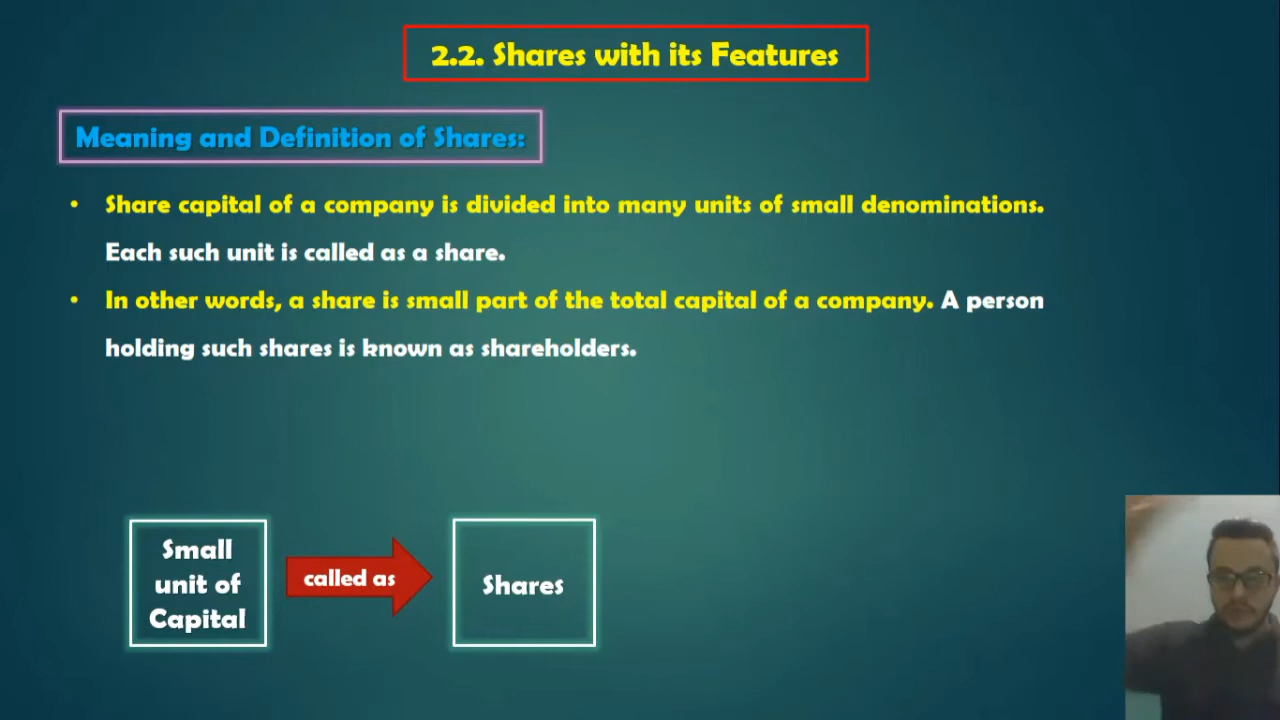 2.2. Shares with its Features
Meaning and Definition of Shares:
• Share capital of a company is divided into many units of small denominations.
Each such unit is called as a share.
• In other words, a share is small part of the total capital of a company. A person
holding such shares is known as shareholders.
Small
unit of
Capital
called as
Shares